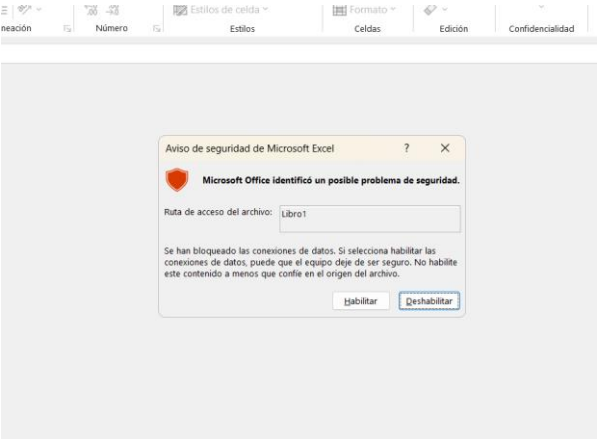 Estilos de celda
Formato
neación
Número
Estilos
Celdas
Edición
Confidencialidad
Aviso de seguridad de Microsoft Excel
?
Microsoft Office identificó un posible problema de seguridad.
Ruta de acceso del archivo: Libro1
Se han bloqueado las conexiones de datos. Si selecciona habilitar las
conexiones de datos, puede que el equipo deje de ser seguro. No habilite
este contenido a menos que confíe en el origen del archivo.
Habilitar
Deshabilitar